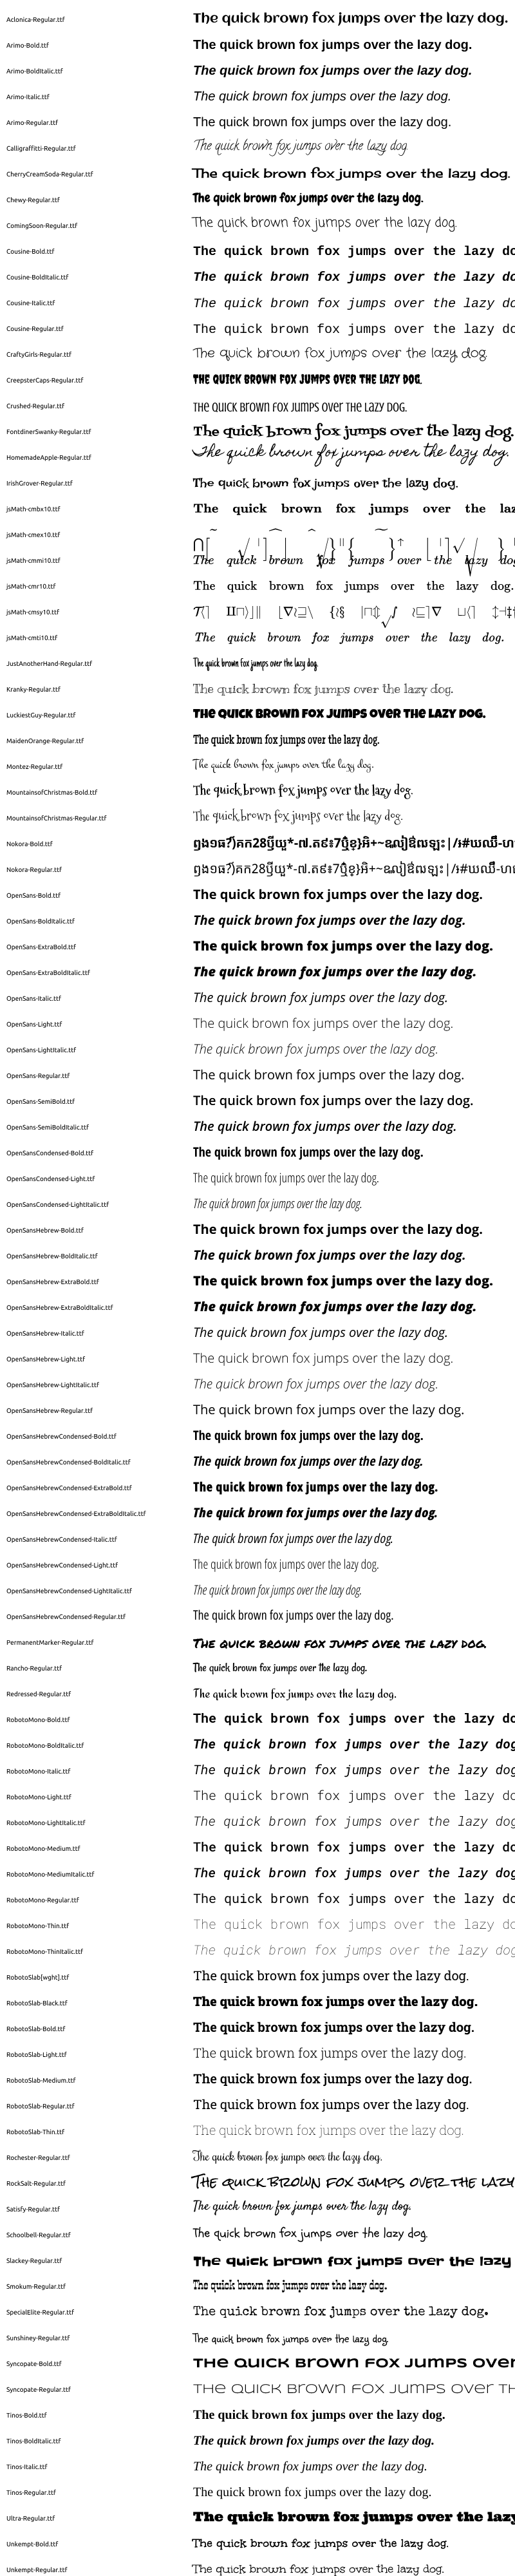 Aclonica-Regular.ttf The quick brown fox jumps over the lazy dog.
Arimo-Bold.ttf The quick brown fox jumps over the lazy dog.
Arimo-BoldItalic.ttf The quick brown fox jumps over the lazy dog.
Arimo-Italic.ttf The quick brown fox jumps over the lazy dog.
Arimo-Regular.ttf The quick brown fox jumps over the lazy dog.
Calligraffitti-Regular.ttf The quick brown fox jumps over the lazy dog.
CherryCreamSoda-Regular.ttf The quick brown fox jumps over the lazy dog.
Chewy-Regular.ttf The quick brown fox jumps over the lazy dog.
ComingSoon-Regular.ttf The quick brown fox jumps over the lazy dog.
Cousine-Bold.ttf The quick brown fox jumps over the lazy do
Cousine-BoldItalic.ttf The quick brown fox jumps over the lazy do
Cousine-Italic.ttf The quick brown fox jumps over the lazy do
Cousine-Regular.ttf The quick brown fox jumps over the lazy do
CraftyGirls-Regular.ttf The quick brown fox jumps over the lazy dog.
CreepsterCaps-Regular.ttf THE QUICK BROWN FOX JUMPS OVER THE LAZY DOG.
Crushed-Regular.ttf THe QUICK BROWN FOX JUMPS OVER THe LaZY DOG.
FontdinerSwanky-Regular.ttf The quick brown fox jumps over the lazy dog.
HomemadeApple-Regular.ttf The quick brown fox jumps over the lazy dog.
IrishGrover-Regular.ttf The quick brown fox jumps over the lazy dog.
jsMath-cmbx10.ttf The quick brown fox jumps over the laz
jsMath-cmex10.ttf
jsMath-cmmi10.ttf The quick brown fox jumps over the lazy dog
jsMath-cmr10.ttf The quick brown fox jumps over the lazy dog.
jsMath-cmsy10.ttf
jsMath-cmti10.ttf The quick brown fox jumps over the lazy dog.
JustAnotherHand-Regular.ttf The quick brown fox jumps over the lazy dog.
Kranky-Regular.ttf The quick brown fox jumps over the lazy dog.
LuckiestGuy-Regular.ttf THe QUICK BROWN FOX JUMPS OVeR THe LAZY DOG.
MaidenOrange-Regular.ttf The quick brown fox jumps over the lazy dog.
Montez-Regular.ttf The quick brown fox jumps over the lazy dog.
MountainsofChristmas-Bold.ttf The quick brown fox jumps over the lazy dog.
MountainsofChristmas-Regular.ttf The quick brown fox jumps over the lazy dog.
Nokora-Bold.ttf
Nokora-Regular.ttf
OpenSans-Bold.ttf The quick brown fox jumps over the lazy dog.
OpenSans-BoldItalic.ttf The quick brown fox jumps over the lazy dog.
OpenSans-ExtraBold.ttf The quick brown fox jumps over the lazy dog.
OpenSans-ExtraBoldItalic.ttf The quick brown fox jumps over the lazy dog.
OpenSans-Italic.ttf The quick brown fox jumps over the lazy dog.
OpenSans-Light.ttf The quick brown fox jumps over the lazy dog.
OpenSans-LightItalic.ttf The quick brown fox jumps over the lazy dog.
OpenSans-Regular.ttf The quick brown fox jumps over the lazy dog.
OpenSans-SemiBold.ttf The quick brown fox jumps over the lazy dog.
OpenSans-SemiBoldItalic.ttf The quick brown fox jumps over the lazy dog.
OpenSansCondensed-Bold.ttf The quick brown fox jumps over the lazy dog.
OpenSansCondensed-Light.ttf The quick brown fox jumps over the lazy dog.
OpenSansCondensed-LightItalic.ttf The quick brown fox jumps over the lazy dog.
OpenSansHebrew-Bold.ttf The quick brown fox jumps over the lazy dog.
OpenSansHebrew-BoldItalic.ttf The quick brown fox jumps over the lazy dog.
OpenSansHebrew-ExtraBold.ttf The quick brown fox jumps over the lazy dog.
OpenSansHebrew-ExtraBoldItalic.ttf The quick brown fox jumps over the lazy dog.
OpenSansHebrew-Italic.ttf The quick brown fox jumps over the lazy dog.
OpenSansHebrew-Light.ttf The quick brown fox jumps over the lazy dog.
OpenSansHebrew-LightItalic.ttf The quick brown fox jumps over the lazy dog.
OpenSansHebrew-Regular.ttf The quick brown fox jumps over the lazy dog.
OpenSansHebrewCondensed-Bold.ttf The quick brown fox jumps over the lazy dog.
OpenSansHebrewCondensed-BoldItalic.ttf The quick brown fox jumps over the lazy dog.
OpenSansHebrewCondensed-ExtraBold.ttf The quick brown fox jumps over the lazy dog.
OpenSansHebrewCondensed-ExtraBoldItalic.ttf The quick brown fox jumps over the lazy dog.
OpenSansHebrewCondensed-Italic.ttf The quick brown fox jumps over the lazy dog.
OpenSansHebrewCondensed-Light.ttf The quick brown fox jumps over the lazy dog.
OpenSansHebrewCondensed-LightItalic.ttf The quick brown fox jumps over the lazy dog.
OpenSansHebrewCondensed-Regular.ttf The quick brown fox jumps over the lazy dog.
PermanentMarker-Regular.ttf THE QUICK BROWN FOX JUMPS OVER THE LAZY DOG.
Rancho-Regular.ttf The quick brown fox jumps over the lazy dog.
Redressed-Regular.ttf The quick brown fox jumps over the lazy dog.
RobotoMono-Bold.ttf The quick brown fox jumps over the lazy do
RobotoMono-BoldItalic.ttf The quick brown fox jumps over the lazy dog
RobotoMono-Italic.ttf The quick brown fox jumps over the lazy dog
RobotoMono-Light.ttf The quick brown fox jumps over the lazy do
RobotoMono-LightItalic.ttf The quick brown fox jumps over the lazy dog
RobotoMono-Medium.ttf The quick brown fox jumps over the lazy do
RobotoMono-MediumItalic.ttf The quick brown fox jumps over the lazy dog
RobotoMono-Regular.ttf The quick brown fox jumps over the lazy do
RobotoMono-Thin.ttf The quick brown fox jumps over the lazy do
RobotoMono-ThinItalic.ttf The quick brown fox jumps over the lazy dog
RobotoSlab[wght].ttf The quick brown fox jumps over the lazy dog.
RobotoSlab-Black.ttf The quick brown fox jumps over the lazy dog.
RobotoSlab-Bold.ttf The quick brown fox jumps over the lazy dog.
RobotoSlab-Light.ttf The quick brown fox jumps over the lazy dog.
RobotoSlab-Medium.ttf The quick brown fox jumps over the lazy dog.
RobotoSlab-Regular.ttf The quick brown fox jumps over the lazy dog.
RobotoSlab-Thin.ttf The quick brown fox jumps over the lazy dog.
Rochester-Regular.ttf The quick brown fox jumps over the lazy dog.
RockSalt-Regular.ttf THE QUICK BROWN FOX JUMPS OVER THE LAZY
Satisfy-Regular.ttf The quick brown fox jumps over the lazy dog.
Schoolbell-Regular.ttf The quick brown fox jumps over the lazy dog.
Slackey-Regular.ttf The quick brown fox jumps over the lazy
Smokum-Regular.ttf The quick brown fox jumps over the lazy dog.
SpecialElite-Regular.ttf The quick brown fox jumps over the lazy dog.
Sunshiney-Regular.ttf The quick brown fox jumps over the lazy dog.
Syncopate-Bold.ttf THE QUICK BROWN FOX JUMPS OVER
Syncopate-Regular.ttf THE QUICK BROWN FOX JUMPS OVER TH
Tinos-Bold.ttf The quick brown fox jumps over the lazy dog.
Tinos-BoldItalic.ttf The quick brown fox jumps over the lazy dog.
Tinos-Italic.ttf The quick brown fox jumps over the lazy dog.
Tinos-Regular.ttf The quick brown fox jumps over the lazy dog.
Ultra-Regular.ttf The quick brown fox jumps over the lazy
Unkempt-Bold.ttf The quick brown fox jumps over the lazy dog.
Unkempt-Regular.ttf The quick brown fox jumps over the lazy dog.